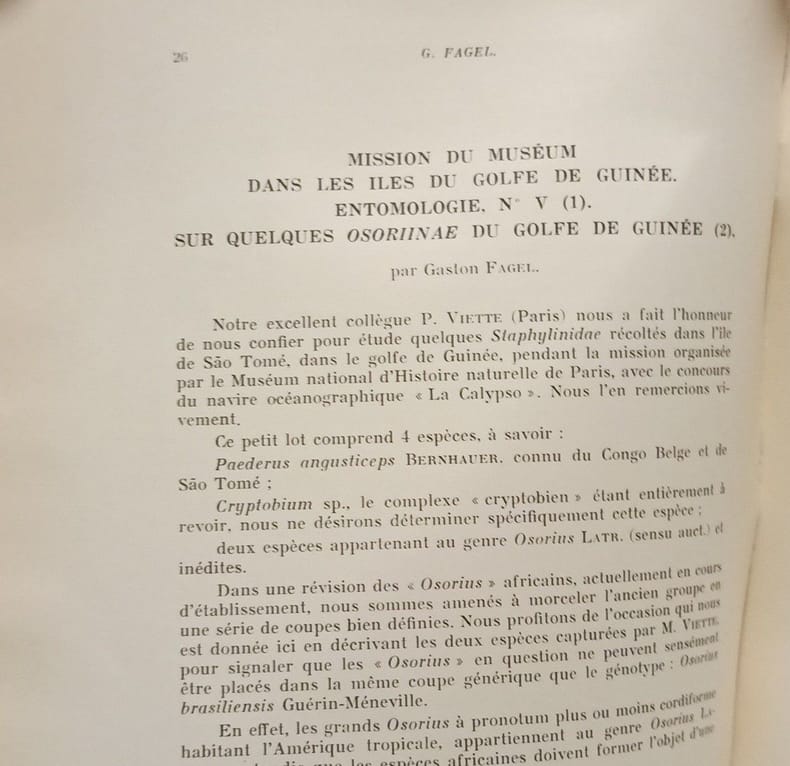 26
G. FAGEL.
MISSION DU MUSÉUM
DANS LES ILES DU GOLFE DE GUINÉE.
ENTOMOLOGIE. N° V (1).
SUR QUELQUES OSORIINAE DU GOLFE DE GUINÉE (2).
par Gaston FAGEL.
Notre excellent collègue P. VIETTE (Paris) nous a fait l'honneur
de nous confier pour étude quelques Staphylinidae récoltés dans l'île
de São Tomé, dans le golfe de Guinée, pendant la mission organisée
par le Muséum national d'Histoire naturelle de Paris, avec le concours
du navire océanographique « La Calypso ». Nous l'en remercions vi-
vement.
Ce petit lot comprend 4 espèces, à savoir :
Paederus angusticeps BERNHAUER. connu du Congo Belge et de
São Tomé ;
Cryptobium sp., le complexe « cryptobien » étant entièrement à
revoir, nous ne désirons déterminer spécifiquement cette espèce ;
deux espèces appartenant au genre Osorius LATR. (sensu auct.) et
inédites.
Dans une révision des « Osorius » africains, actuellement en cours
d'établissement, nous sommes amenés à morceler l'ancien groupe en
une série de coupes bien définies. Nous profitons de l'occasion qui nous
est donnée ici en décrivant les deux espèces capturées par M. VIETTE
pour signaler que les « Osorius » en question ne peuvent sensément
être placés dans la même coupe générique que le génotype : Osorius
brasiliensis Guérin-Méneville.
En effet, les grands Osorius à pronotum plus ou moins cordiforme
habitant l'Amérique tropicale, appartiennent au genre Osorius LA-
que les espèces africaines doivent former l'objet d'une